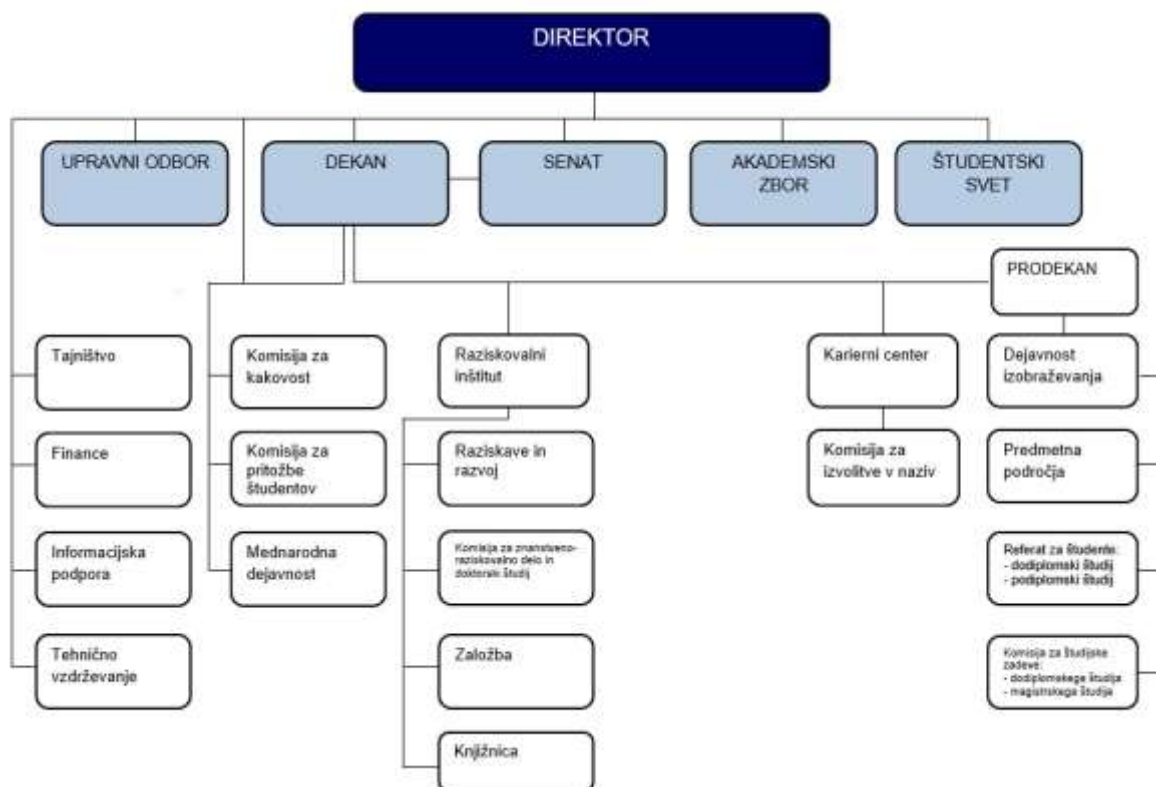 DIREKTOR
UPRAVNI ODBOR
DEKAN
SENAT
AKADEMSKI
ZBOR
ŠTUDENTSKI
SVET
PRODEKAN
Tajništvo
Komisija za
kakovost
Raziskovalni
inštitut
Karierni center
Dejavnost
izobraževanja
Finance
Komisija za
pritožbe
študentov
Raziskave in
razvoj
Komisija za
izvolitve v naziv
Predmetna
področja
Informacijska
podpora
Mednarodna
dejavnost
Komisija za znanstveno-
raziskovalno delo in
doktorski študij
Referat za študente:
- dodiplomski študij
- podiplomski študij
Tehnično
vzdrževanje
Založba
Komisija za študijske
zadeve:
- dodiplomskega študija
- magistrskega študija
Knjižnica